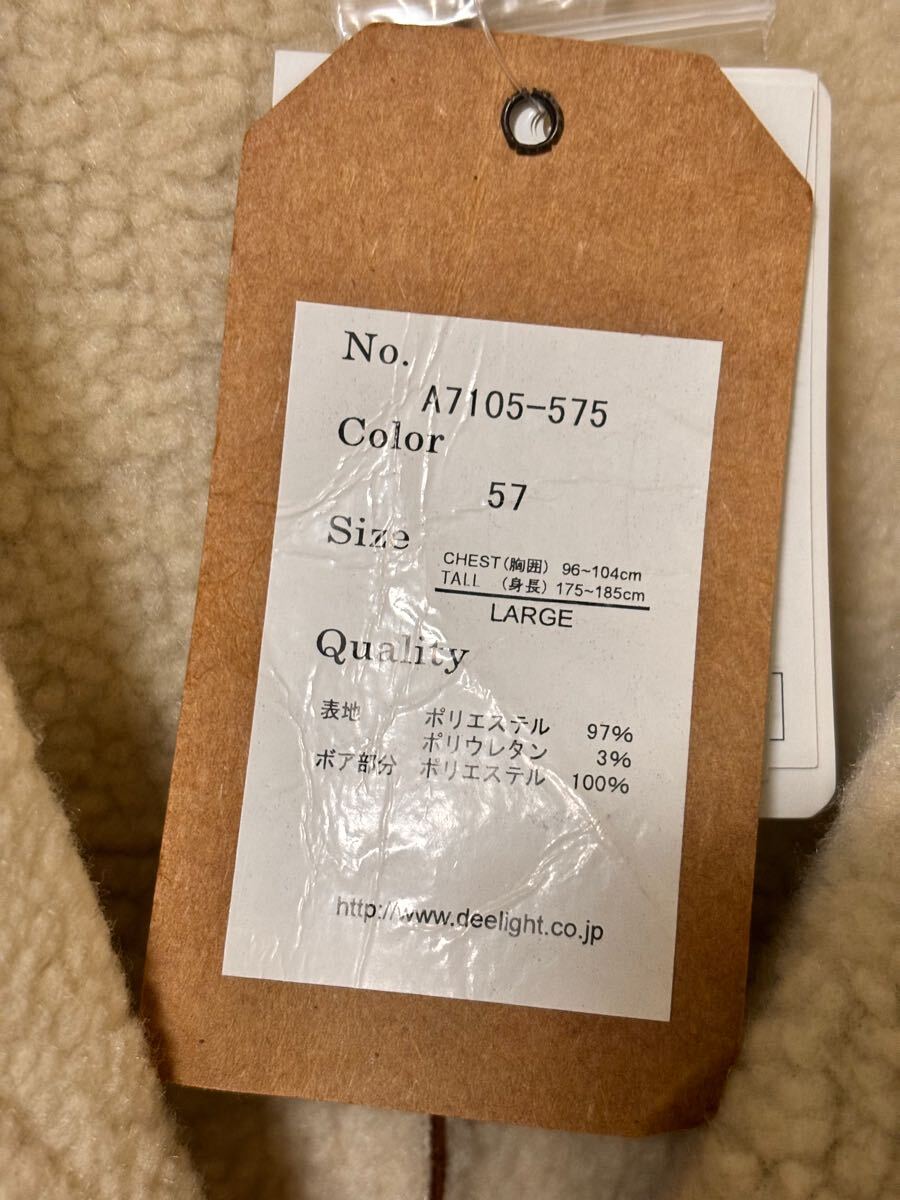 No.
A7105-575
Color
57
Size
CHEST(胸囲) 96~104cm
TALL (身長) 175~185cm
LARGE
Quality
表地 ポリエステル 97%
ポリウレタン 3%
ボア部分 ポリエステル 100%
http://www.deelight.co.jp